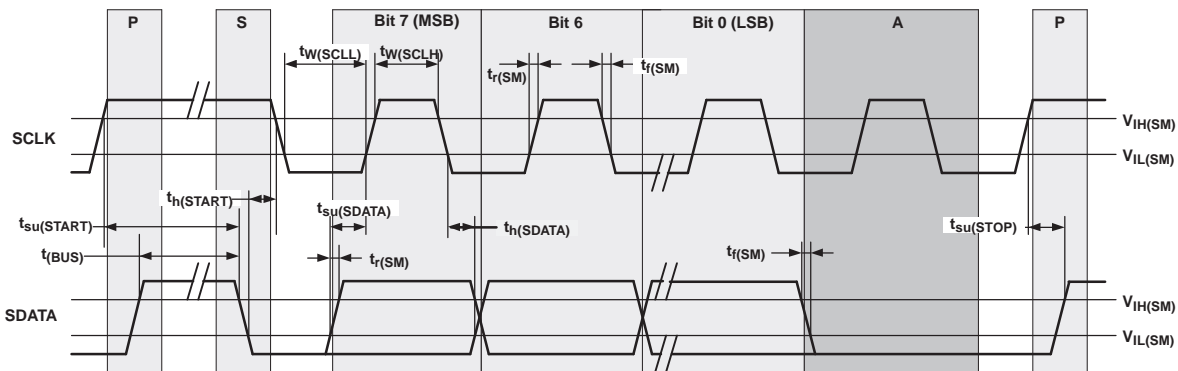 P S Bit 7 (MSB) Bit 6 Bit 0 (LSB) A P
tW(SCLL) tW(SCLH)
tr(SM) tf(SM)
SCLK
VIH(SM)
VIL(SM)
th(START)
tsu(START)
tsu(SDATA)
th(SDATA)
tsu(STOP)
t(BUS)
tr(SM)
tf(SM)
SDATA
VIH(SM)
VIL(SM)